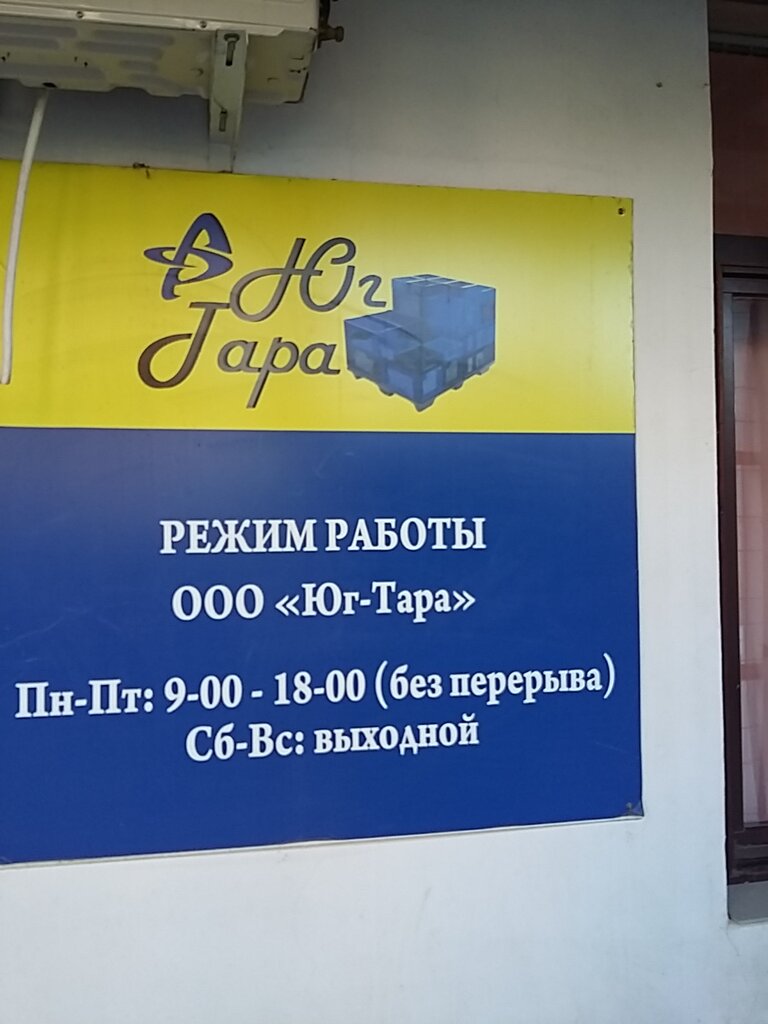 Юг
Тара
РЕЖИМ РАБОТЫ
ООО «Юг-Тара»
Пн-Пт: 9-00 - 18-00 (без перерыва)
Сб-Вс: выходной